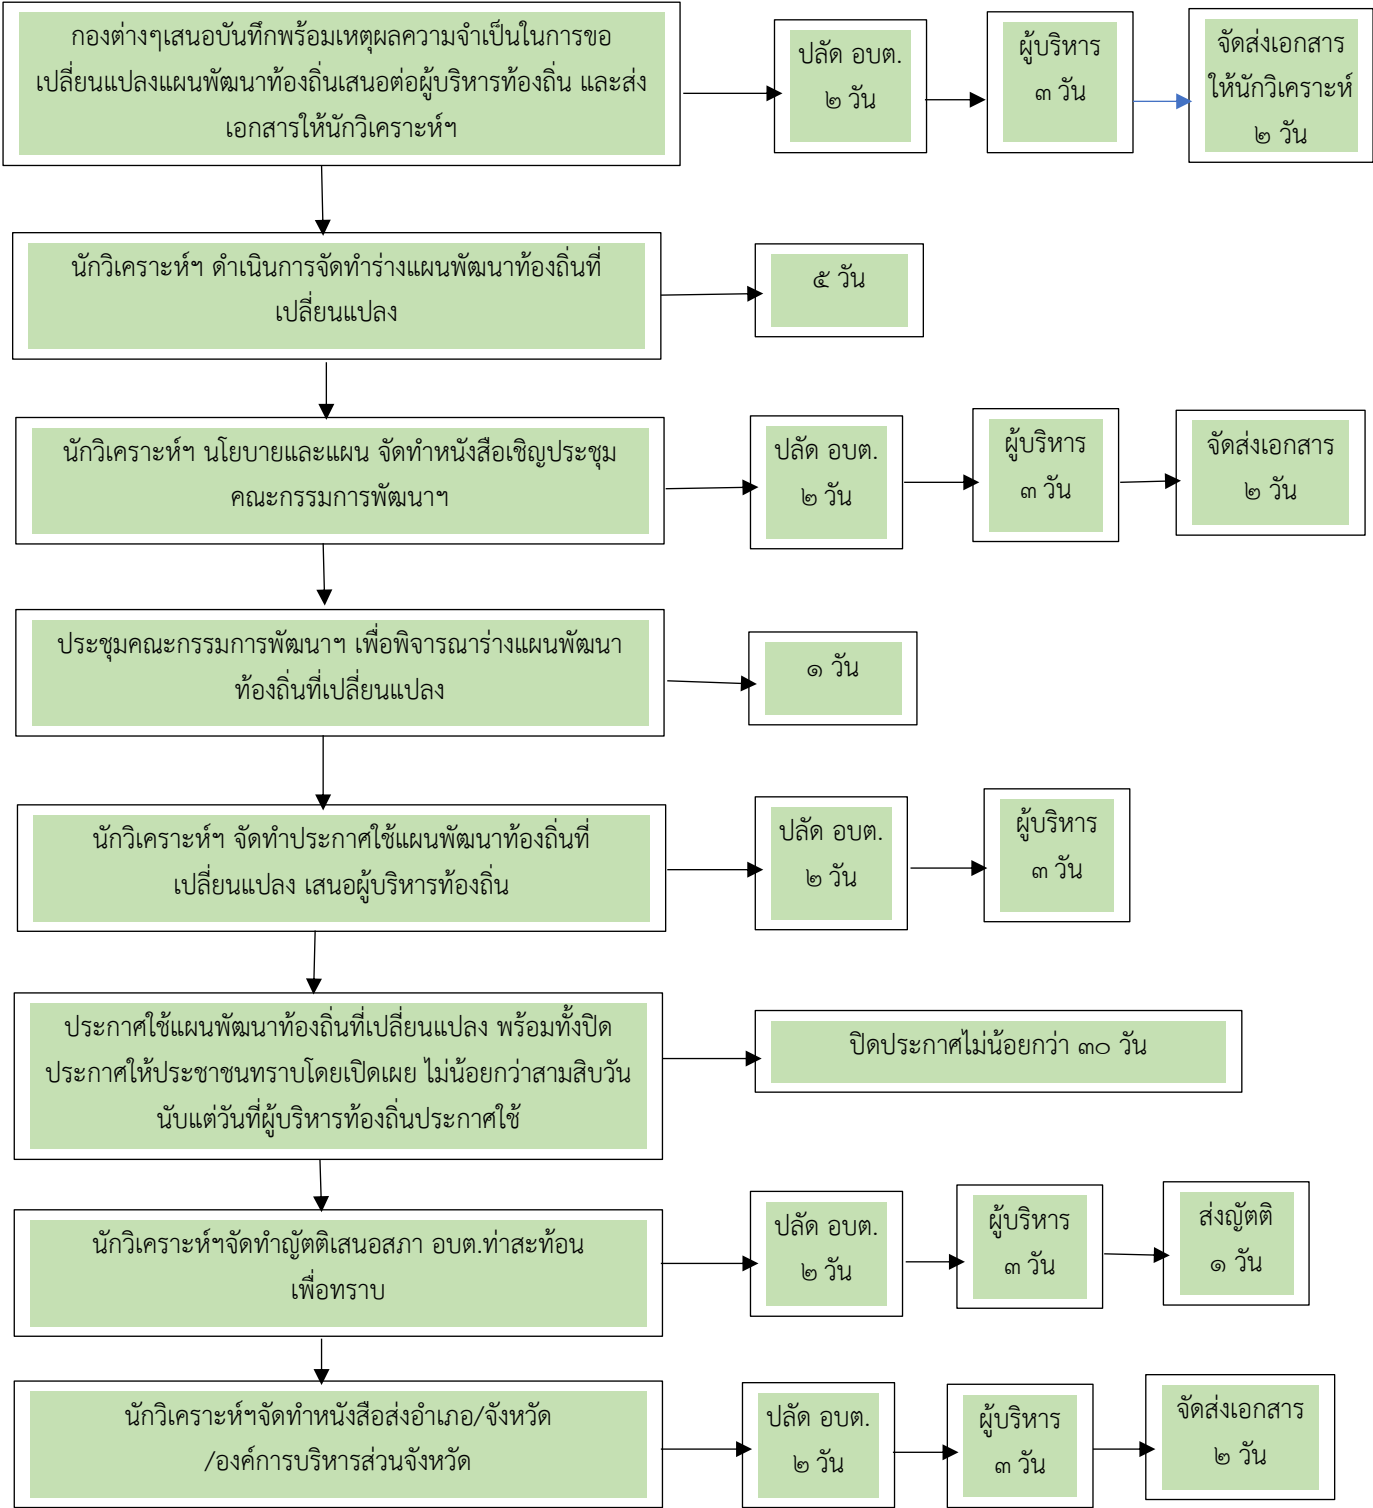 กองต่างๆเสนอบันทึกพร้อมเหตุผลความจำเป็นในการขอ
เปลี่ยนแปลงแผนพัฒนาท้องถิ่นเสนอต่อผู้บริหารท้องถิ่น และส่ง
เอกสารให้นักวิเคราะห์ฯ
ปลัด อบต.
๒ วัน
ผู้บริหาร
๓ วัน
จัดส่งเอกสาร
ให้นักวิเคราะห์
๒ วัน
นักวิเคราะห์ฯ ดำเนินการจัดทำร่างแผนพัฒนาท้องถิ่นที่
เปลี่ยนแปลง
๕ วัน
นักวิเคราะห์ฯ นโยบายและแผน จัดทำหนังสือเชิญประชุม
คณะกรรมการพัฒนาฯ
ปลัด อบต.
๒ วัน
ผู้บริหาร
๓ วัน
จัดส่งเอกสาร
๒ วัน
ประชุมคณะกรรมการพัฒนาฯ เพื่อพิจารณาร่างแผนพัฒนา
ท้องถิ่นที่เปลี่ยนแปลง
๑ วัน
นักวิเคราะห์ฯ จัดทำประกาศใช้แผนพัฒนาท้องถิ่นที่
เปลี่ยนแปลง เสนอผู้บริหารท้องถิ่น
ปลัด อบต.
๒ วัน
ผู้บริหาร
๓ วัน
ประกาศใช้แผนพัฒนาท้องถิ่นที่เปลี่ยนแปลง พร้อมทั้งปิด
ประกาศให้ประชาชนทราบโดยเปิดเผย ไม่น้อยกว่าสามสิบวัน
นับแต่วันที่ผู้บริหารท้องถิ่นประกาศใช้
ปิดประกาศไม่น้อยกว่า ๓๐ วัน
นักวิเคราะห์ฯจัดทำญัตติเสนอสภา อบต.ท่าสะท้อน
เพื่อทราบ
ปลัด อบต.
๒ วัน
ผู้บริหาร
๓ วัน
ส่งญัตติ
๑ วัน
นักวิเคราะห์ฯจัดทำหนังสือส่งอำเภอ/จังหวัด
/องค์การบริหารส่วนจังหวัด
ปลัด อบต.
๒ วัน
ผู้บริหาร
๓ วัน
จัดส่งเอกสาร
๒ วัน